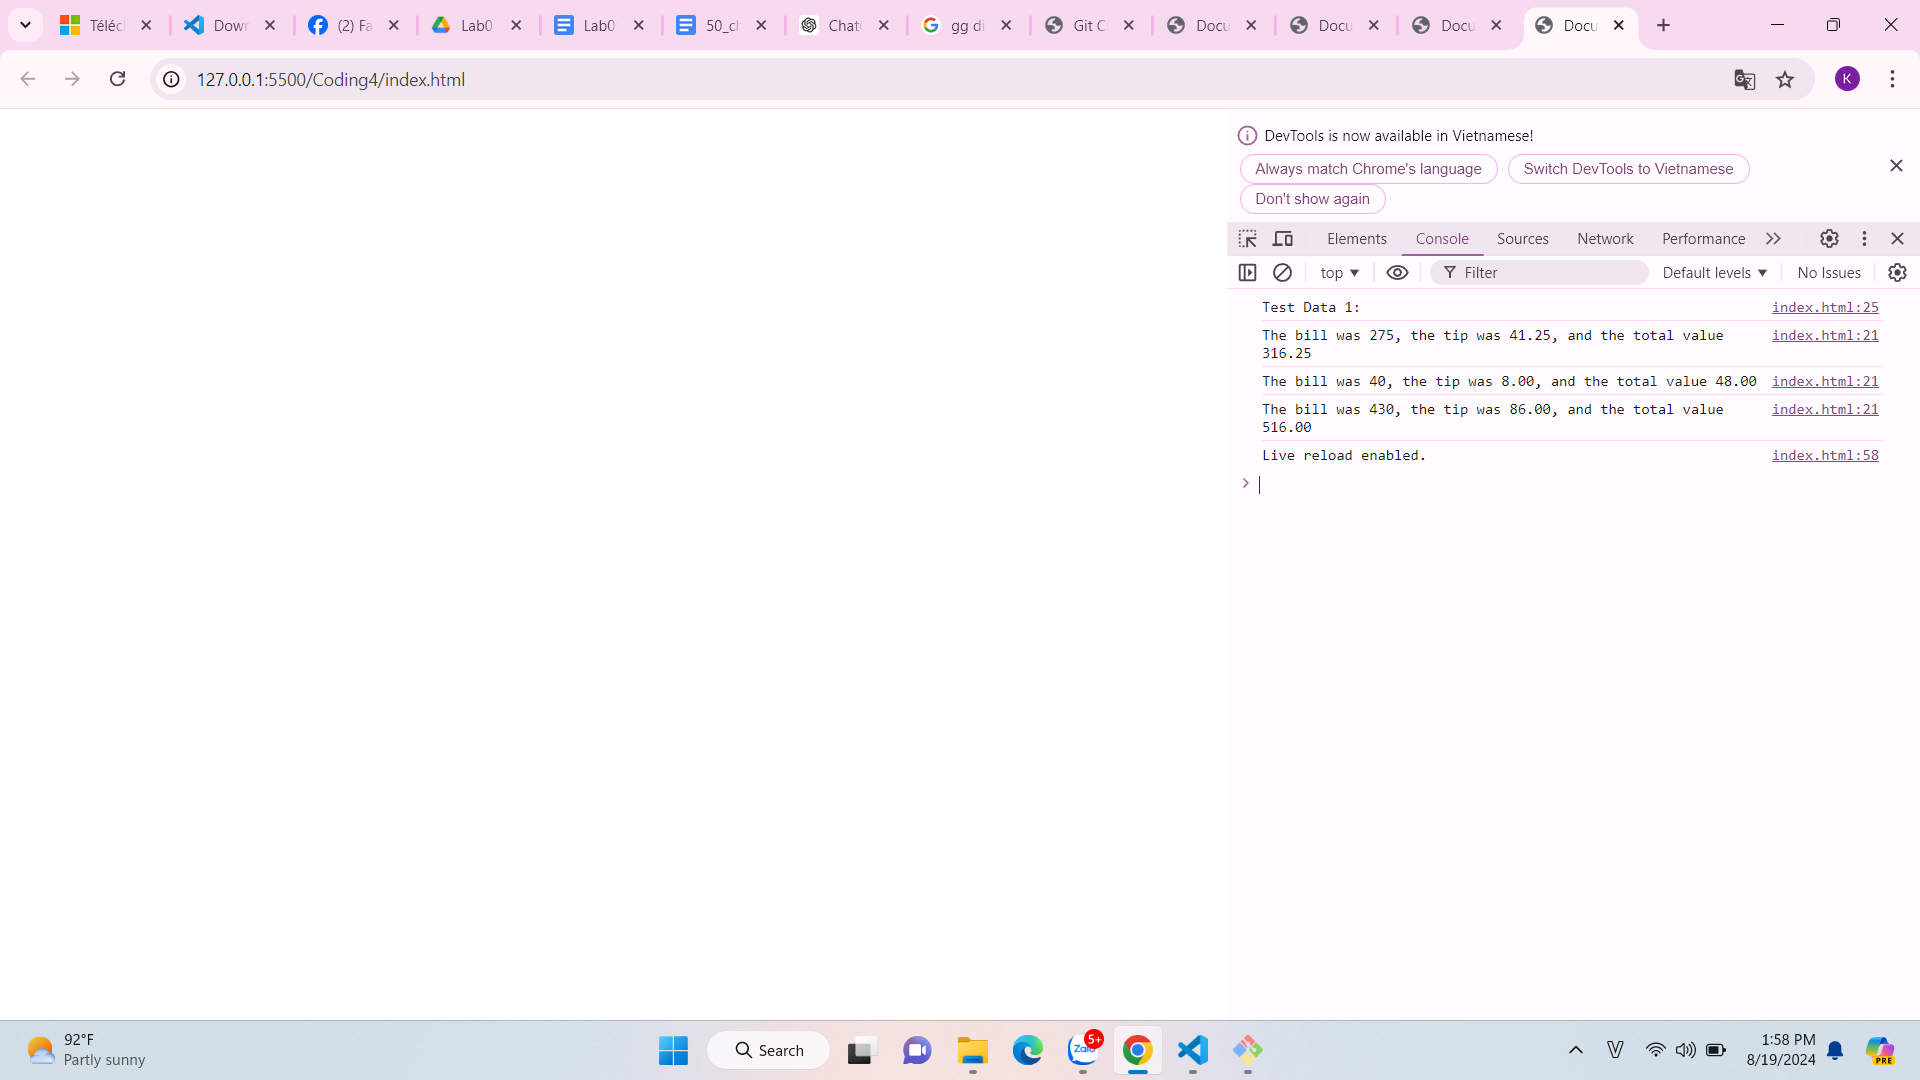 Téléc
Dow
(2) Fa
Lab0
Lab0
50_ch
Chat
gg di
Git C
Docu
Docu
Docu
Docu
127.0.0.1:5500/Coding4/index.html
K
DevTools is now available in Vietnamese!
Always match Chrome's language
Switch DevTools to Vietnamese
Don't show again
Elements
Console
Sources
Network
Performance
top
Filter
Default levels
No Issues
Test Data 1:
index.html:25
The bill was 275, the tip was 41.25, and the total value
316.25
index.html:21
The bill was 40, the tip was 8.00, and the total value 48.00
index.html:21
The bill was 430, the tip was 86.00, and the total value
516.00
index.html:21
Live reload enabled.
index.html:58
92°F
Partly sunny
Search
Zalo
5+
V
1:58 PM
8/19/2024
PRE